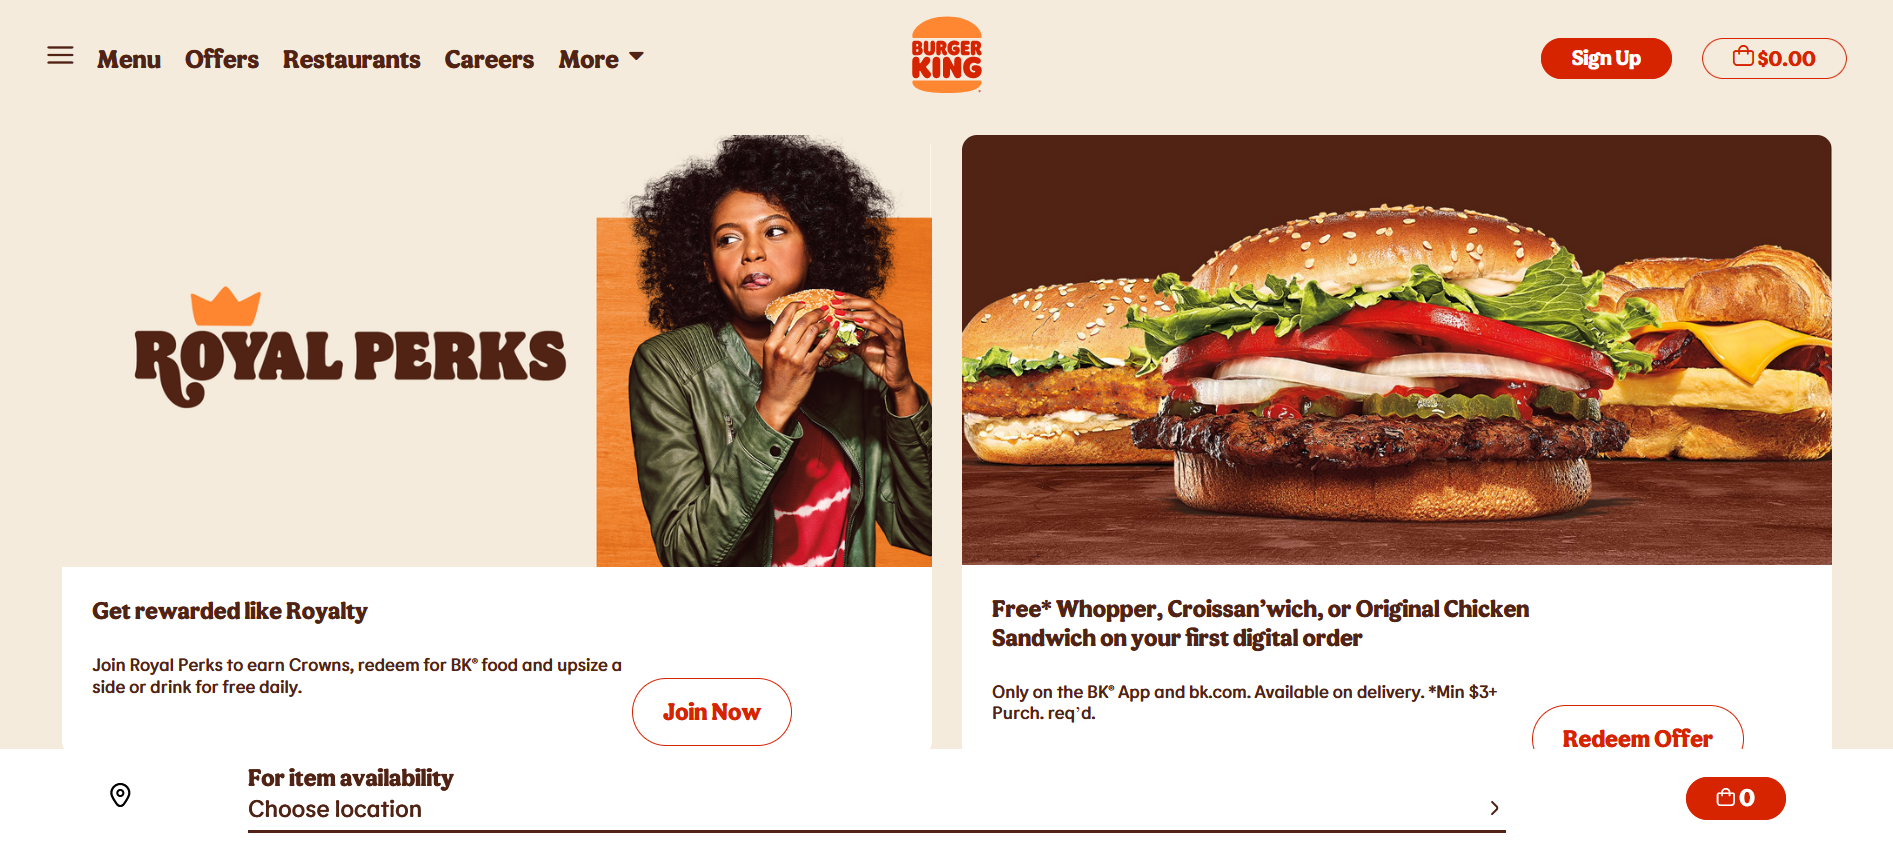 Menu Offers Restaurants Careers More
BURGER
KING
Sign Up
$0.00
ROYAL PERKS
Get rewarded like Royalty
Join Royal Perks to earn Crowns, redeem for BK® food and upsize a
side or drink for free daily.
Join Now
Free* Whopper, Croissan’wich, or Original Chicken
Sandwich on your first digital order
Only on the BK® App and bk.com. Available on delivery. *Min $3+
Purch. req’d.
Redeem Offer
For item availability
Choose location
0